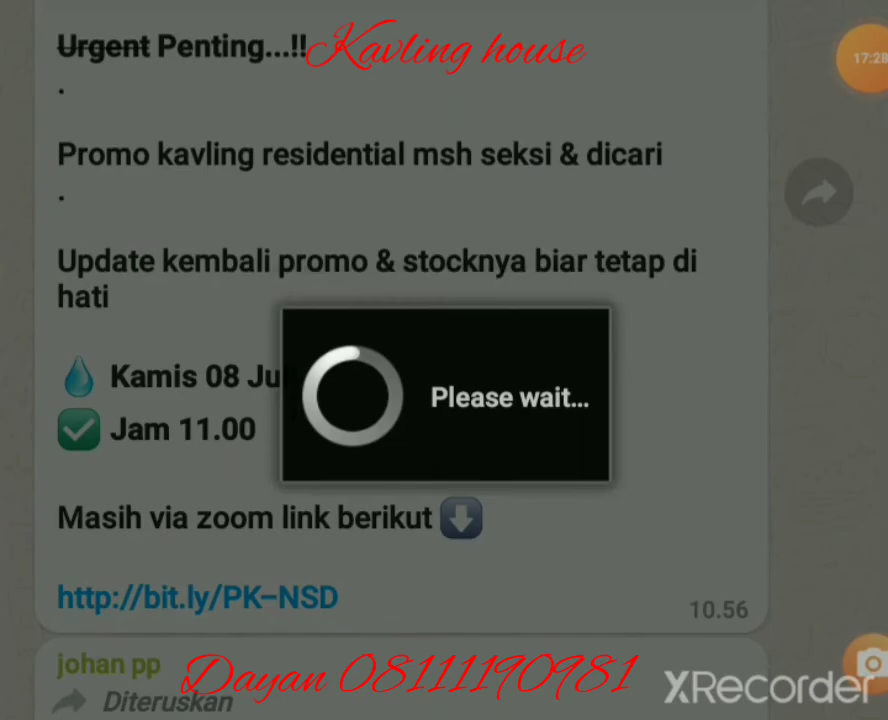 Urgent Penting...!! Kavling house
17:28
.
Promo kavling residential msh seksi & dicari
.
Update kembali promo & stocknya biar tetap di
hati
Kamis 08 Ju
Please wait...
Jam 11.00
Masih via zoom link berikut
http://bit.ly/PK-NSD
10.56
johan pp
Dayan 08111190981
Diteruskan
XRecorder